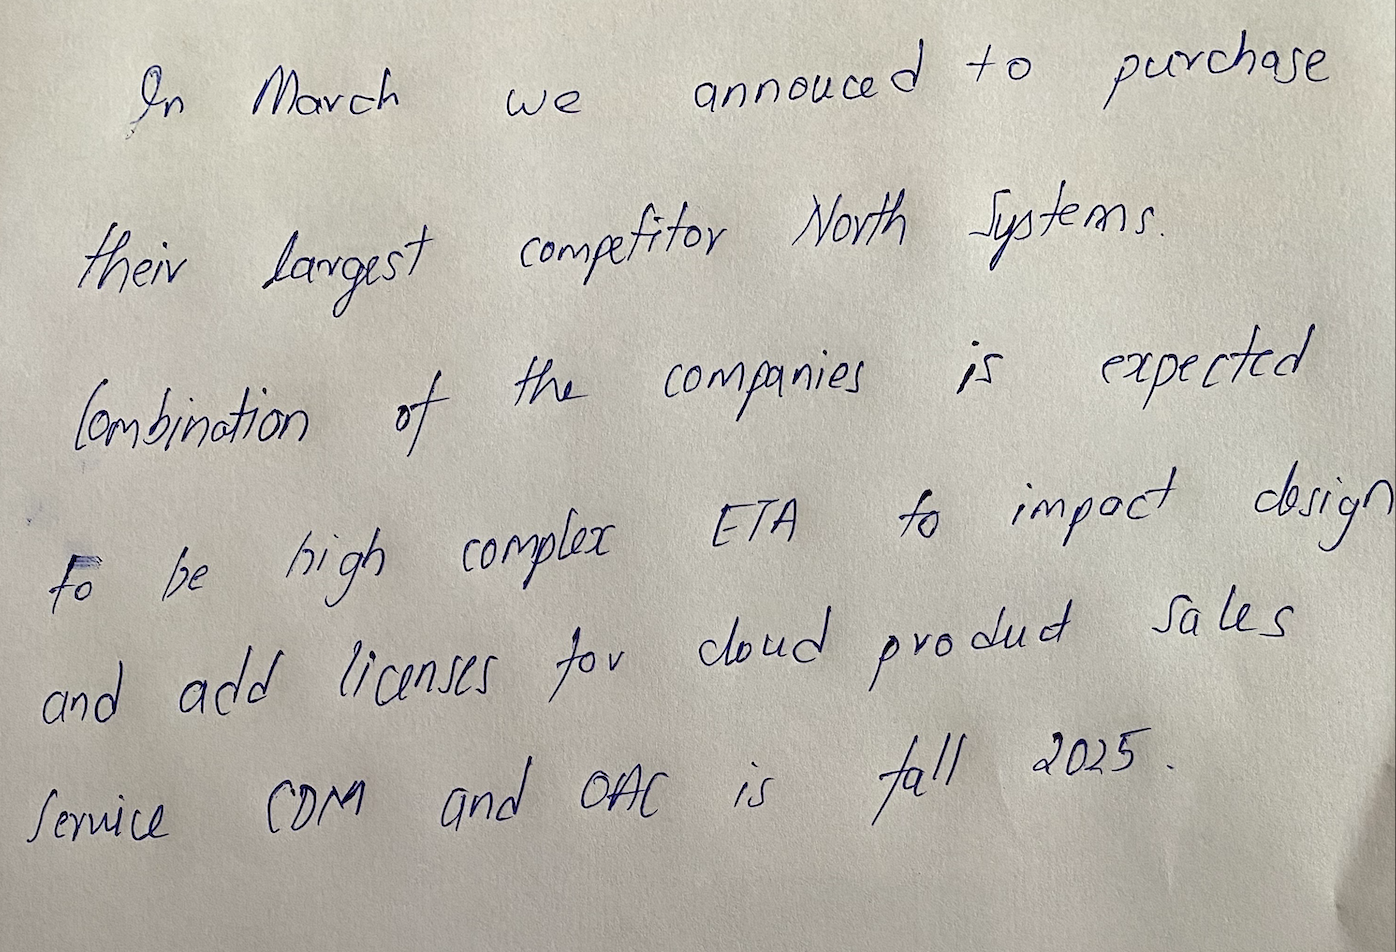 In March we annouced to purchase
their largest competitor North Systems.
Combination of the companies is expected
to be high complex ETA to impact design
and add licenses for cloud product sales
service CDM and OAC is fall 2025.